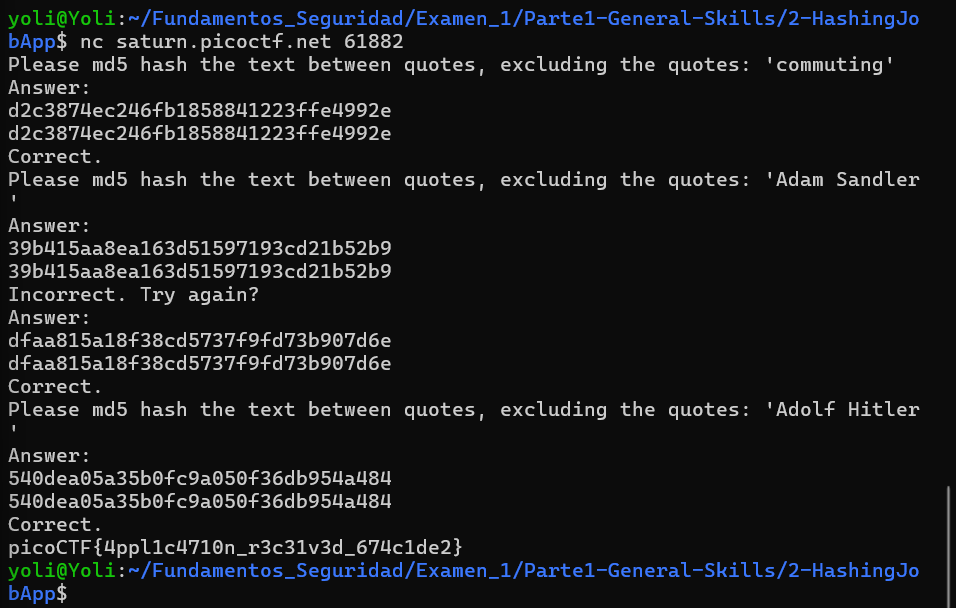 yoli@Yoli:~/Fundamentos_Seguridad/Examen_1/Parte1-General-Skills/2-HashingJo
bApp$ nc saturn.picoctf.net 61882
Please md5 hash the text between quotes, excluding the quotes: 'commuting'
Answer:
d2c3874ec246fb1858841223ffe4992e
d2c3874ec246fb1858841223ffe4992e
Correct.
Please md5 hash the text between quotes, excluding the quotes: 'Adam Sandler
'
Answer:
39b415aa8ea163d51597193cd21b52b9
39b415aa8ea163d51597193cd21b52b9
Incorrect. Try again?
Answer:
dfaa815a18f38cd5737f9fd73b907d6e
dfaa815a18f38cd5737f9fd73b907d6e
Correct.
Please md5 hash the text between quotes, excluding the quotes: 'Adolf Hitler
'
Answer:
540dea05a35b0fc9a050f36db954a484
540dea05a35b0fc9a050f36db954a484
Correct.
picoCTF{4ppl1c4710n_r3c31v3d_674c1de2}
yoli@Yoli:~/Fundamentos_Seguridad/Examen_1/Parte1-General-Skills/2-HashingJo
bApp$